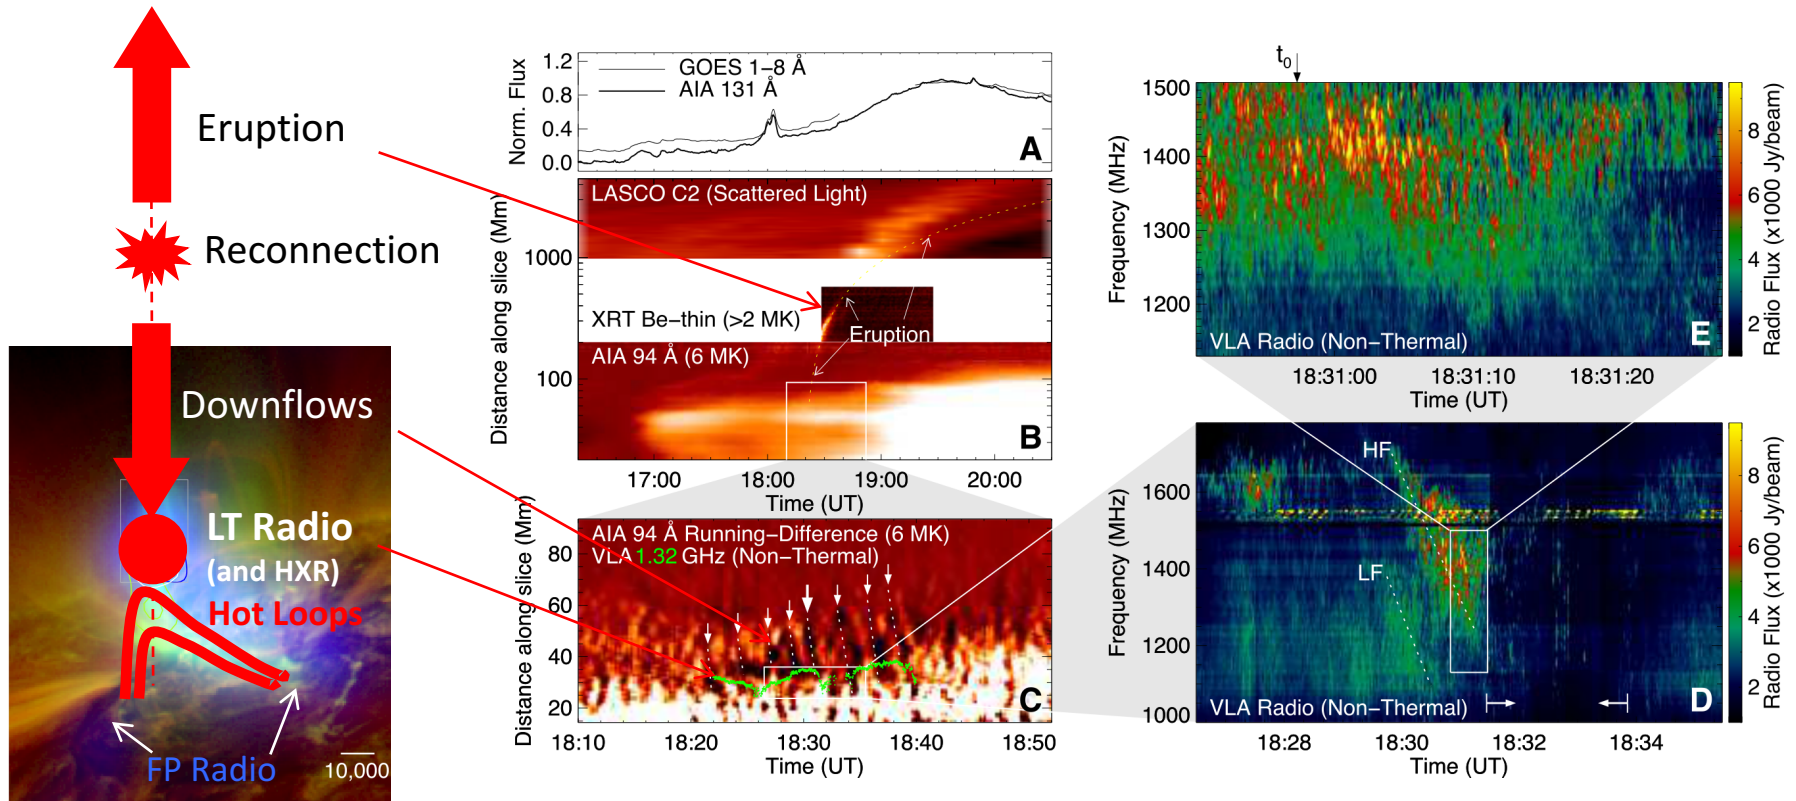 Eruption
Reconnection
Downflows
LT Radio
(and HXR)
Hot Loops
FP Radio
10,000
Norm. Flux
1.2
0.8
0.4
0.0
GOES 1−8 Å
AIA 131 Å
A
Distance along slice (Mm)
1000
100
LASCO C2 (Scattered Light)
XRT Be−thin (>2 MK)
Eruption
AIA 94 Å (6 MK)
B
17:00 18:00 19:00 20:00
Time (UT)
Distance along slice (Mm)
80
60
40
20
AIA 94 Å Running−Difference (6 MK)
VLA 1.32 GHz (Non−Thermal)
C
18:10 18:20 18:30 18:40 18:50
Time (UT)
t0
Frequency (MHz)
1500
1400
1300
1200
VLA Radio (Non−Thermal)
E
18:31:00 18:31:10 18:31:20
Time (UT)
8
6
4
2
Radio Flux (x1000 Jy/beam)
Frequency (MHz)
1600
1400
1200
1000
HF
LF
VLA Radio (Non−Thermal)
D
18:28 18:30 18:32 18:34
Time (UT)
8
6
4
2
Radio Flux (x1000 Jy/beam)